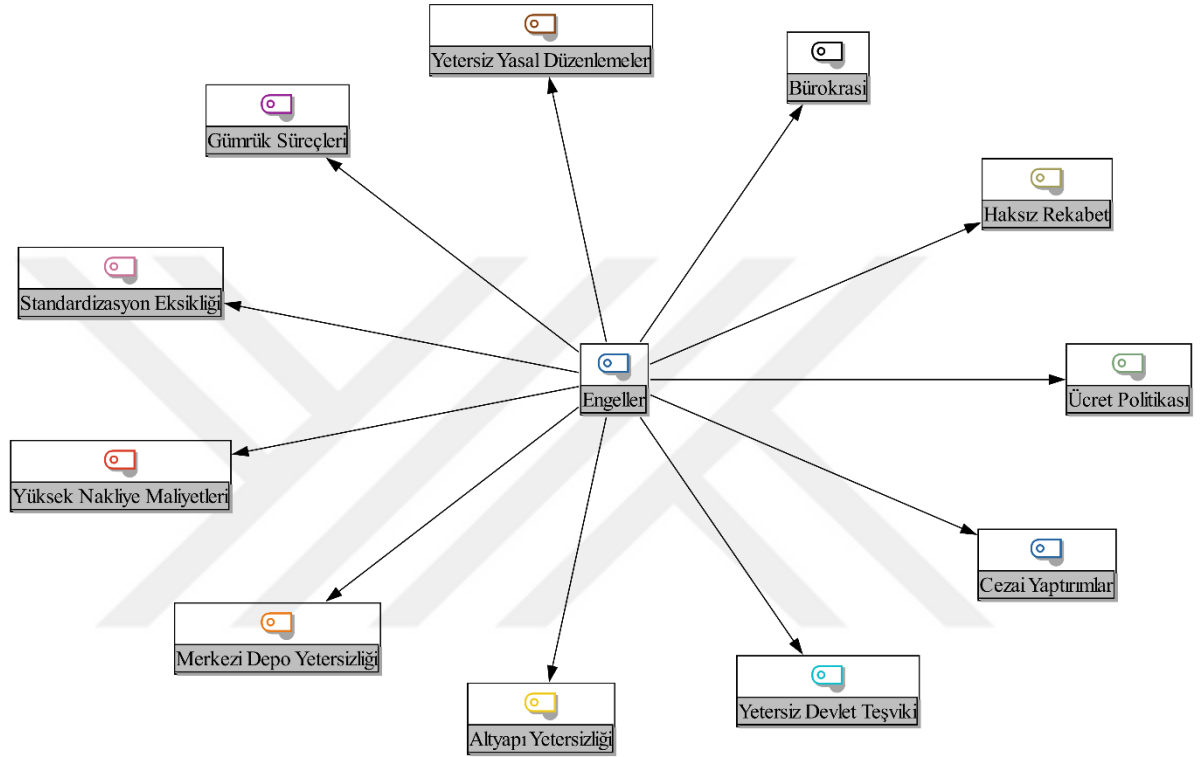 Yetersiz Yasal Düzenlemeler
Bürokrasi
Gümrük Süreçleri
Haksız Rekabet
Standardizasyon Eksikliği
Engeller
Ücret Politikası
Yüksek Nakliye Maliyetleri
Cezai Yaptırımlar
Merkezi Depo Yetersizliği
Yetersiz Devlet Teşviki
Altyapı Yetersizliği